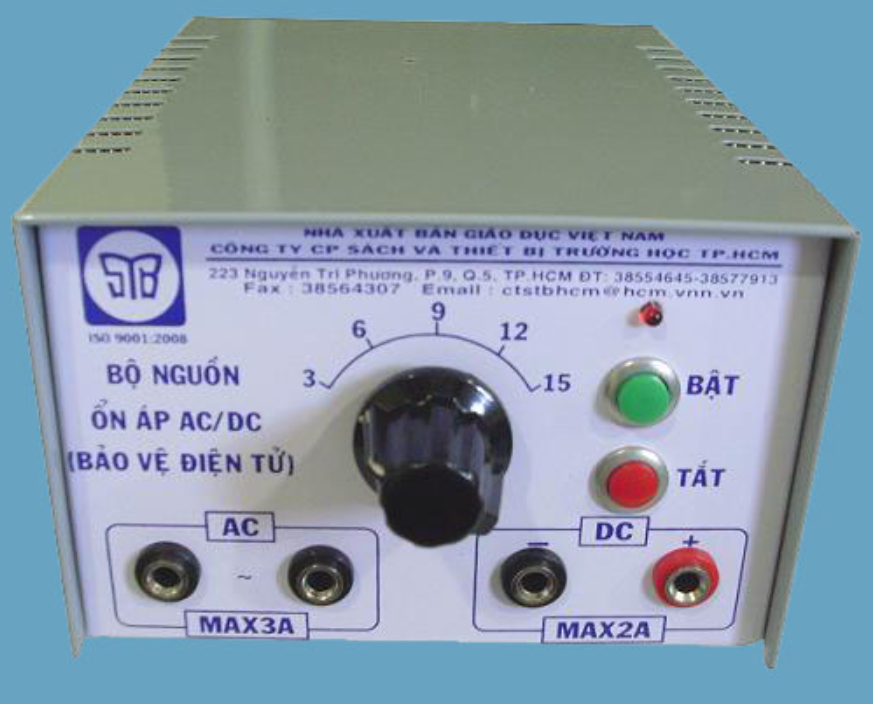 NHÀ XUẤT BẢN GIÁO DỤC VIỆT NAM
CÔNG TY CP SÁCH VÀ THIẾT BỊ TRƯỜNG HỌC TP.HCM
223 Nguyễn Tri Phương, P.9, Q.5, TP.HCM ĐT: 38554645-38577913
Fax : 38564307 Email : ctstbhcm@hcm.vnn.vn
STB
ISO 9001:2008
BỘ NGUỒN
ỔN ÁP AC/DC
(BẢO VỆ ĐIỆN TỬ)
3 6 9 12 15
BẬT
TẮT
AC
~
MAX3A
DC
- +
MAX2A